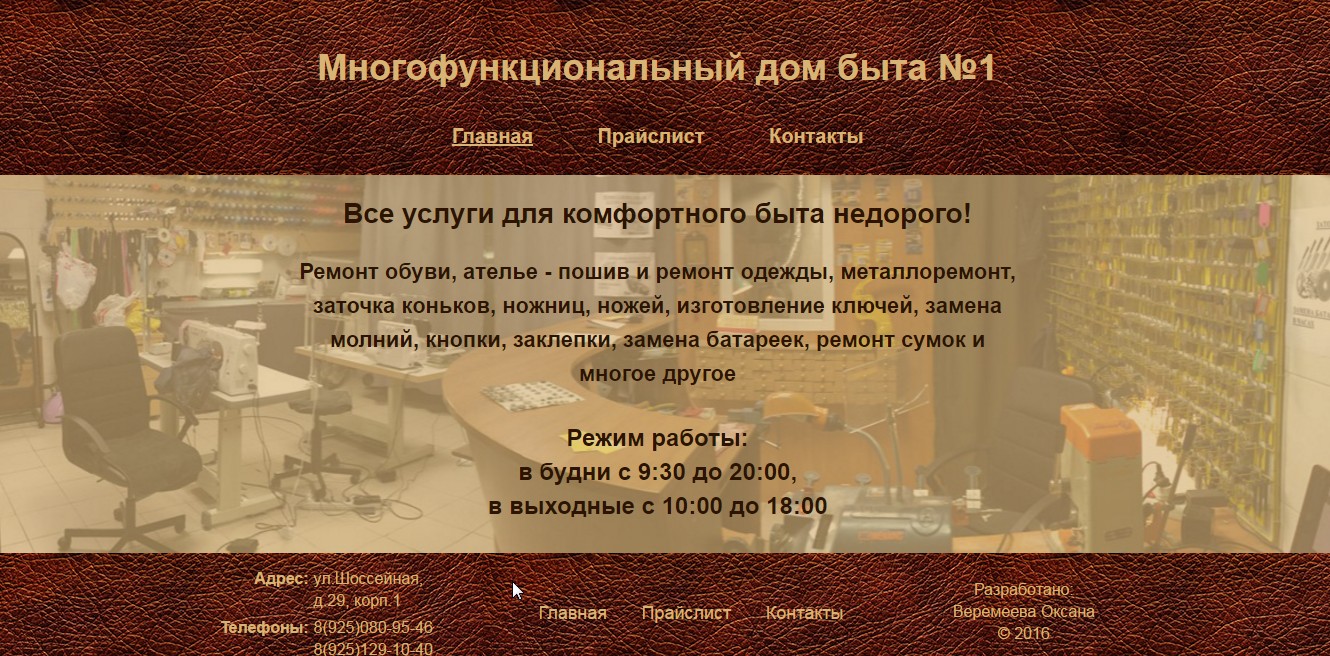 Многофункциональный дом быта №1
Главная Прайслист Контакты
Все услуги для комфортного быта недорого!
Ремонт обуви, ателье - пошив и ремонт одежды, металлоремонт,
заточка коньков, ножниц, ножей, изготовление ключей, замена
молний, кнопки, заклепки, замена батареек, ремонт сумок и
многое другое
Режим работы:
в будни с 9:30 до 20:00,
в выходные с 10:00 до 18:00
Адрес: ул.Шоссейная,
д.29, корп.1
Телефоны: 8(925)080-95-46
8(925)129-10-40
Главная Прайслист Контакты
Разработано:
Веремеева Оксана
© 2016